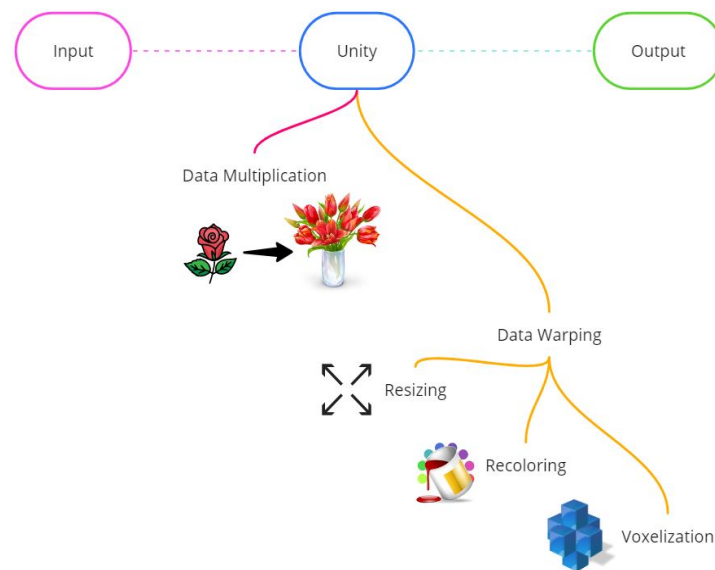 Input
Unity
Output
Data Multiplication
Data Warping
Resizing
Recoloring
Voxelization